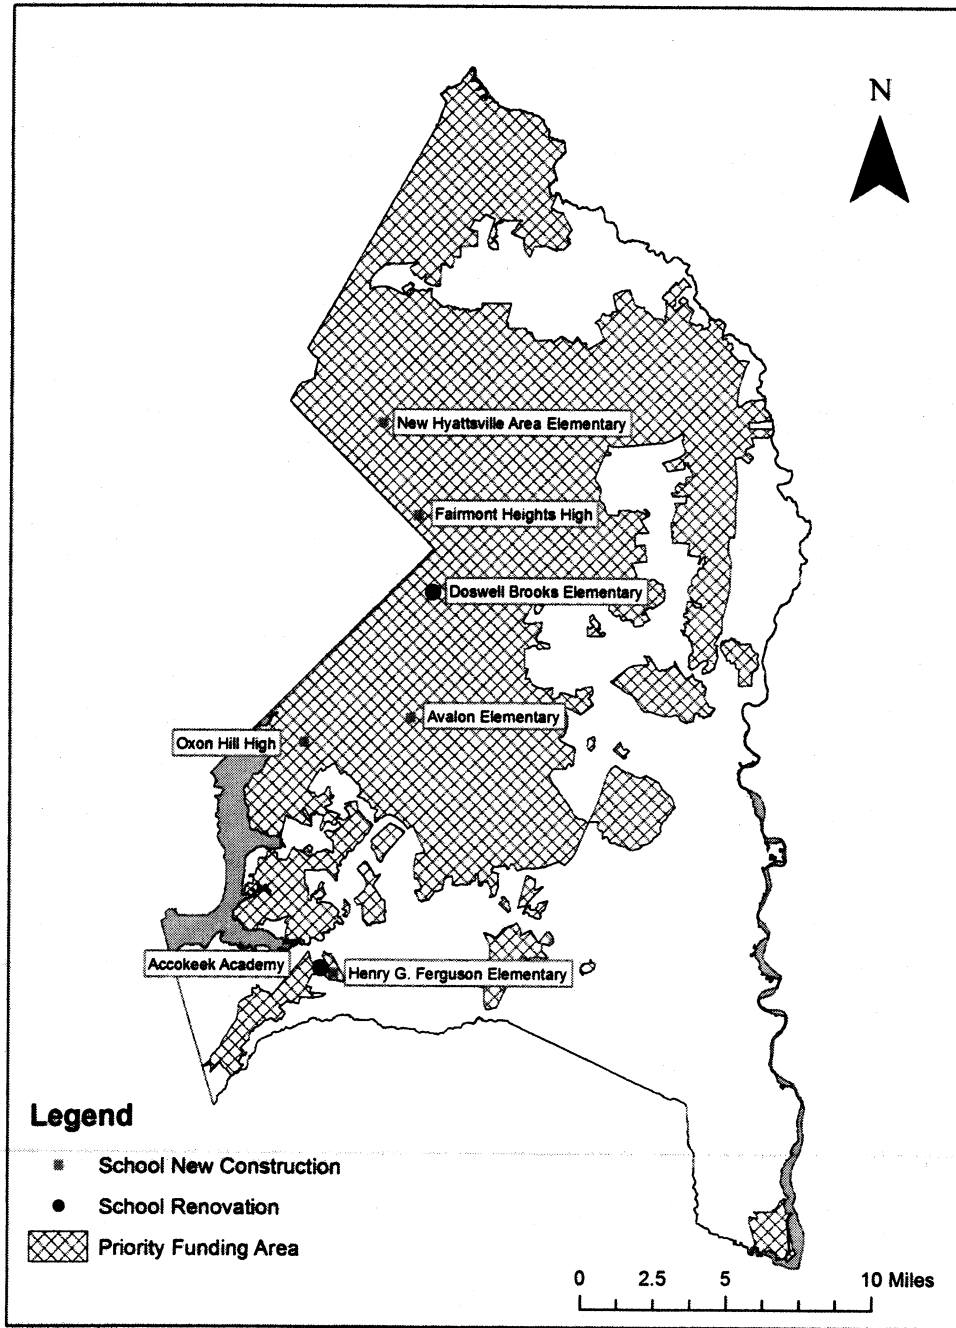 N
New Hyattsville Area Elementary
Fairmont Heights High
Doswell Brooks Elementary
Avalon Elementary
Oxon Hill High
Accokeek Academy
Henry G. Ferguson Elementary
Legend
School New Construction
School Renovation
Priority Funding Area
0 2.5 5 10 Miles